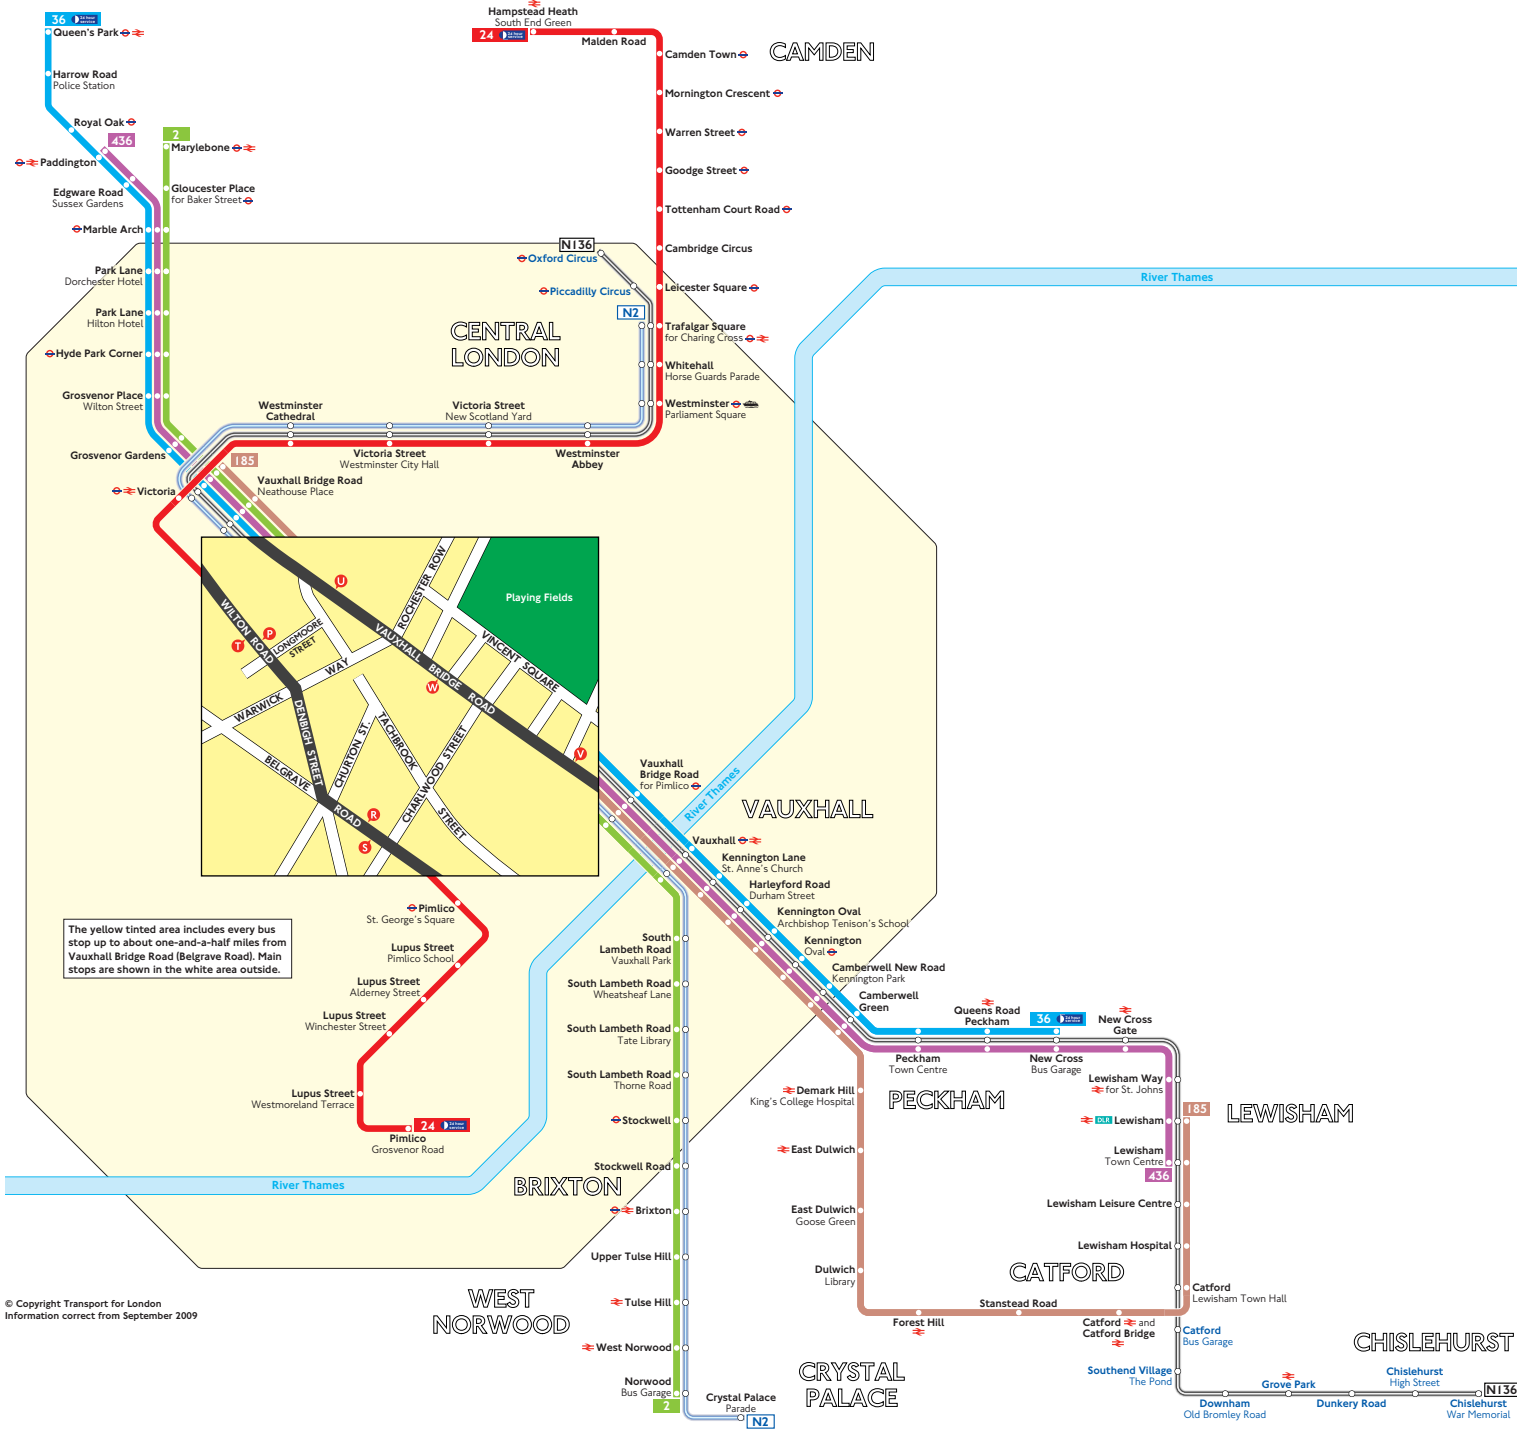 36
24 hour
service
Queen's Park
Harrow Road
Police Station
Royal Oak
436
2
Paddington
Marylebone
Edgware Road
Sussex Gardens
Gloucester Place
for Baker Street
Marble Arch
Park Lane
Dorchester Hotel
Park Lane
Hilton Hotel
Hyde Park Corner
Grosvenor Place
Wilton Street
Grosvenor Gardens
Victoria
185
Vauxhall Bridge Road
Neathouse Place
Hampstead Heath
South End Green
24
24 hour
service
Malden Road
CAMDEN
Camden Town
Mornington Crescent
Warren Street
Goodge Street
Tottenham Court Road
Cambridge Circus
Leicester Square
N136
Oxford Circus
Piccadilly Circus
N2
Trafalgar Square
for Charing Cross
Whitehall
Horse Guards Parade
Westminster
Parliament Square
CENTRAL
LONDON
Westminster
Cathedral
Victoria Street
New Scotland Yard
Victoria Street
Westminster City Hall
Westminster
Abbey
River Thames
U
P
T
W
V
R
S
Playing Fields
ROCHESTER ROW
WILTON ROAD
LONGMOORE
STREET
VAUXHALL BRIDGE ROAD
VINCENT SQUARE
WARWICK WAY
DENBIGH STREET
CHURTON ST.
TACHBROOK STREET
CHARLWOOD STREET
BELGRAVE ROAD
Vauxhall
Bridge Road
for Pimlico
River Thames
VAUXHALL
Vauxhall
Kennington Lane
St. Anne's Church
Harleyford Road
Durham Street
Kennington Oval
Archbishop Tenison's School
Kennington
Oval
Camberwell New Road
Kennington Park
Camberwell
Green
Pimlico
St. George's Square
Lupus Street
Pimlico School
Lupus Street
Alderney Street
Lupus Street
Winchester Street
Lupus Street
Westmoreland Terrace
24
24 hour
service
Pimlico
Grosvenor Road
The yellow tinted area includes every bus
stop up to about one-and-a-half miles from
Vauxhall Bridge Road (Belgrave Road). Main
stops are shown in the white area outside.
River Thames
South
Lambeth Road
Vauxhall Park
South Lambeth Road
Wheatsheaf Lane
South Lambeth Road
Tate Library
South Lambeth Road
Thorne Road
Stockwell
Stockwell Road
BRIXTON
Brixton
Upper Tulse Hill
Tulse Hill
WEST
NORWOOD
West Norwood
Norwood
Bus Garage
2
Crystal Palace
Parade
N2
CRYSTAL
PALACE
Queens Road
Peckham
36
24 hour
service
New Cross
Gate
Peckham
Town Centre
New Cross
Bus Garage
PECKHAM
Demark Hill
King's College Hospital
East Dulwich
East Dulwich
Goose Green
Dulwich
Library
Forest Hill
Stanstead Road
Catford and
Catford Bridge
CATFORD
Lewisham Way
for St. Johns
DLR Lewisham
185
LEWISHAM
Lewisham
Town Centre
436
Lewisham Leisure Centre
Lewisham Hospital
Catford
Lewisham Town Hall
Catford
Bus Garage
Southend Village
The Pond
Downham
Old Bromley Road
Grove Park
Dunkery Road
Chislehurst
High Street
CHISLEHURST
N136
Chislehurst
War Memorial
© Copyright Transport for London
Information correct from September 2009